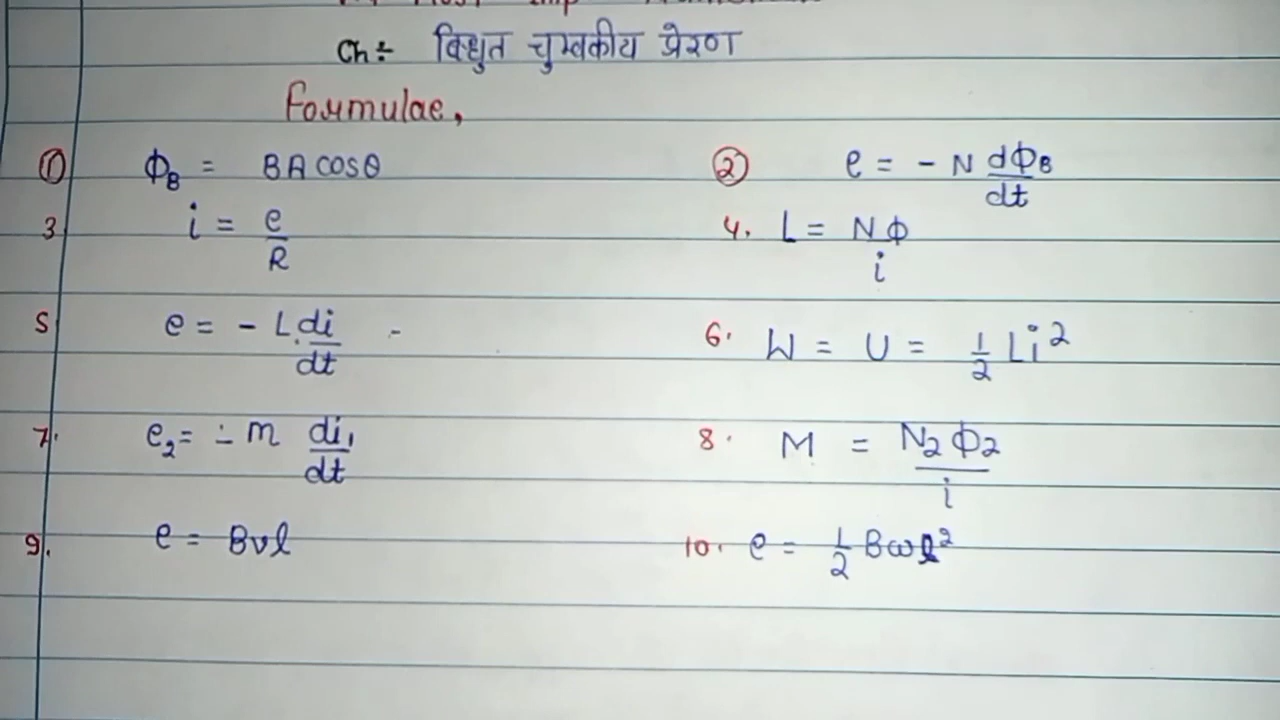 Ch÷ विधुत चुम्बकीय प्रेरण
Formulae,
① ΦB = BA cosθ ② e = - N dΦB/dt
3 i = e/R 4. L = NΦ/i
5 e = - L di/dt - 6. W = U = 1/2 Li²
7. e₂ = - m di₁/dt 8. M = N₂Φ₂/i
9. e = Bvl 10. e = 1/2 Bωl²